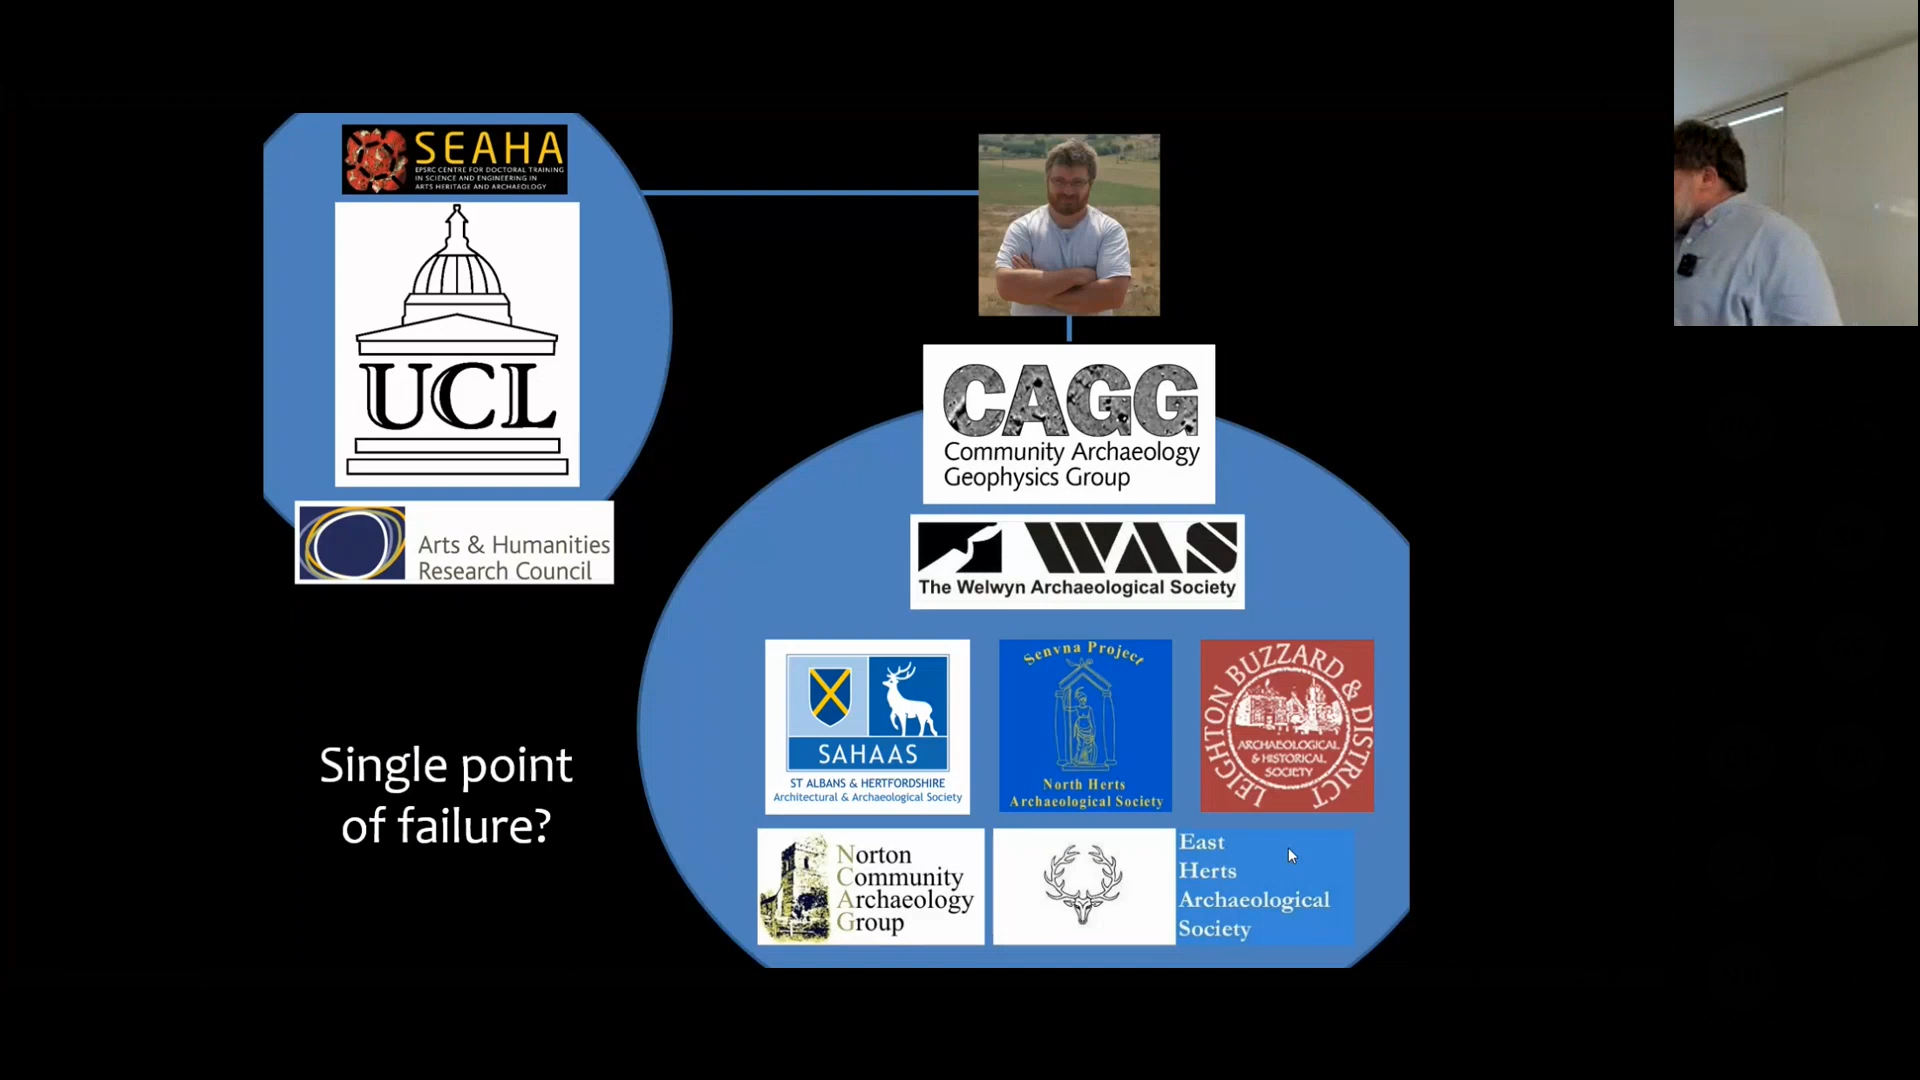 SEAHA
EPSRC CENTRE FOR DOCTORAL TRAINING
IN SCIENCE AND ENGINEERING IN
ARTS HERITAGE AND ARCHAEOLOGY
UCL
Arts & Humanities
Research Council
Single point
of failure?
CAGG
Community Archaeology
Geophysics Group
WAS
The Welwyn Archaeological Society
SAHAAS
ST ALBANS & HERTFORDSHIRE
Architectural & Archaeological Society
Senvna Project
North Herts
Archaeological Society
LEIGHTON BUZZARD & DISTRICT
ARCHAEOLOGICAL
& HISTORICAL
SOCIETY
Norton
Community
Archaeology
Group
East
Herts
Archaeological
Society